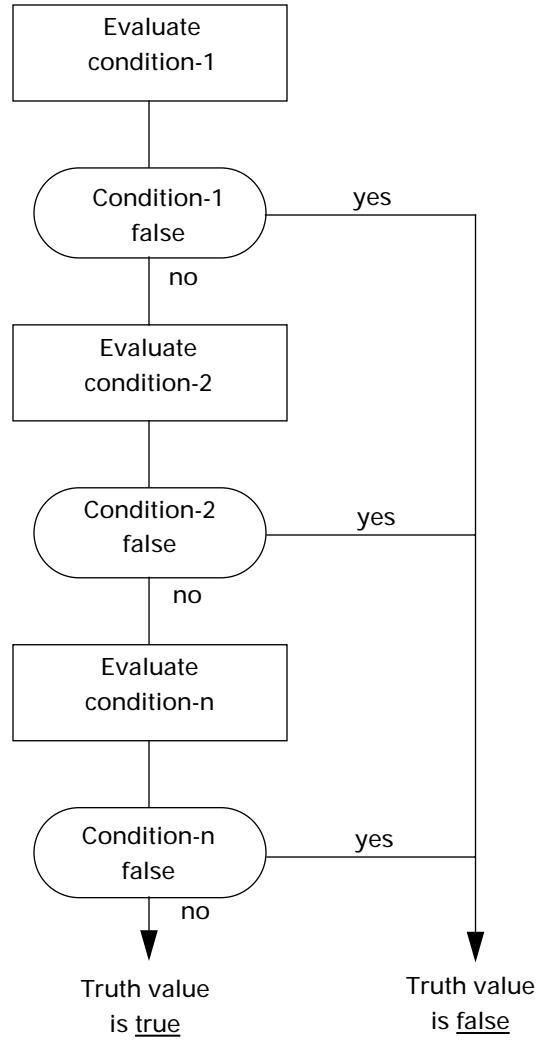 Evaluate
condition-1
Condition-1
false
yes
no
Evaluate
condition-2
Condition-2
false
yes
no
Evaluate
condition-n
Condition-n
false
yes
no
Truth value
is true
Truth value
is false